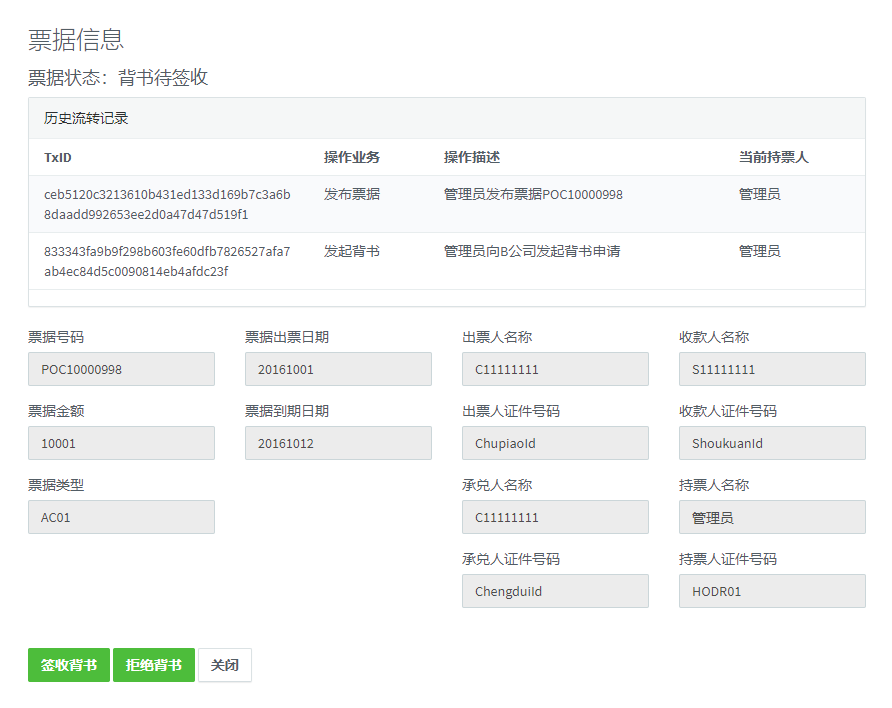 票据信息
票据状态：背书待签收
历史流转记录
TxID 操作业务 操作描述 当前持票人
ceb5120c3213610b431ed133d169b7c3a6b 发布票据 管理员发布票据POC10000998 管理员
8daadd992653ee2d0a47d47d519f1
833343fa9b9f298b603fe60dfb7826527afa7 发起背书 管理员向B公司发起背书申请 管理员
ab4ec84d5c0090814eb4afdc23f
票据号码 票据出票日期 出票人名称 收款人名称
POC10000998 20161001 C11111111 S11111111
票据金额 票据到期日期 出票人证件号码 收款人证件号码
10001 20161012 ChupiaoId ShoukuanId
票据类型 承兑人名称 持票人名称
AC01 C11111111 管理员
承兑人证件号码 持票人证件号码
ChengduiId HODR01
签收背书 拒绝背书 关闭